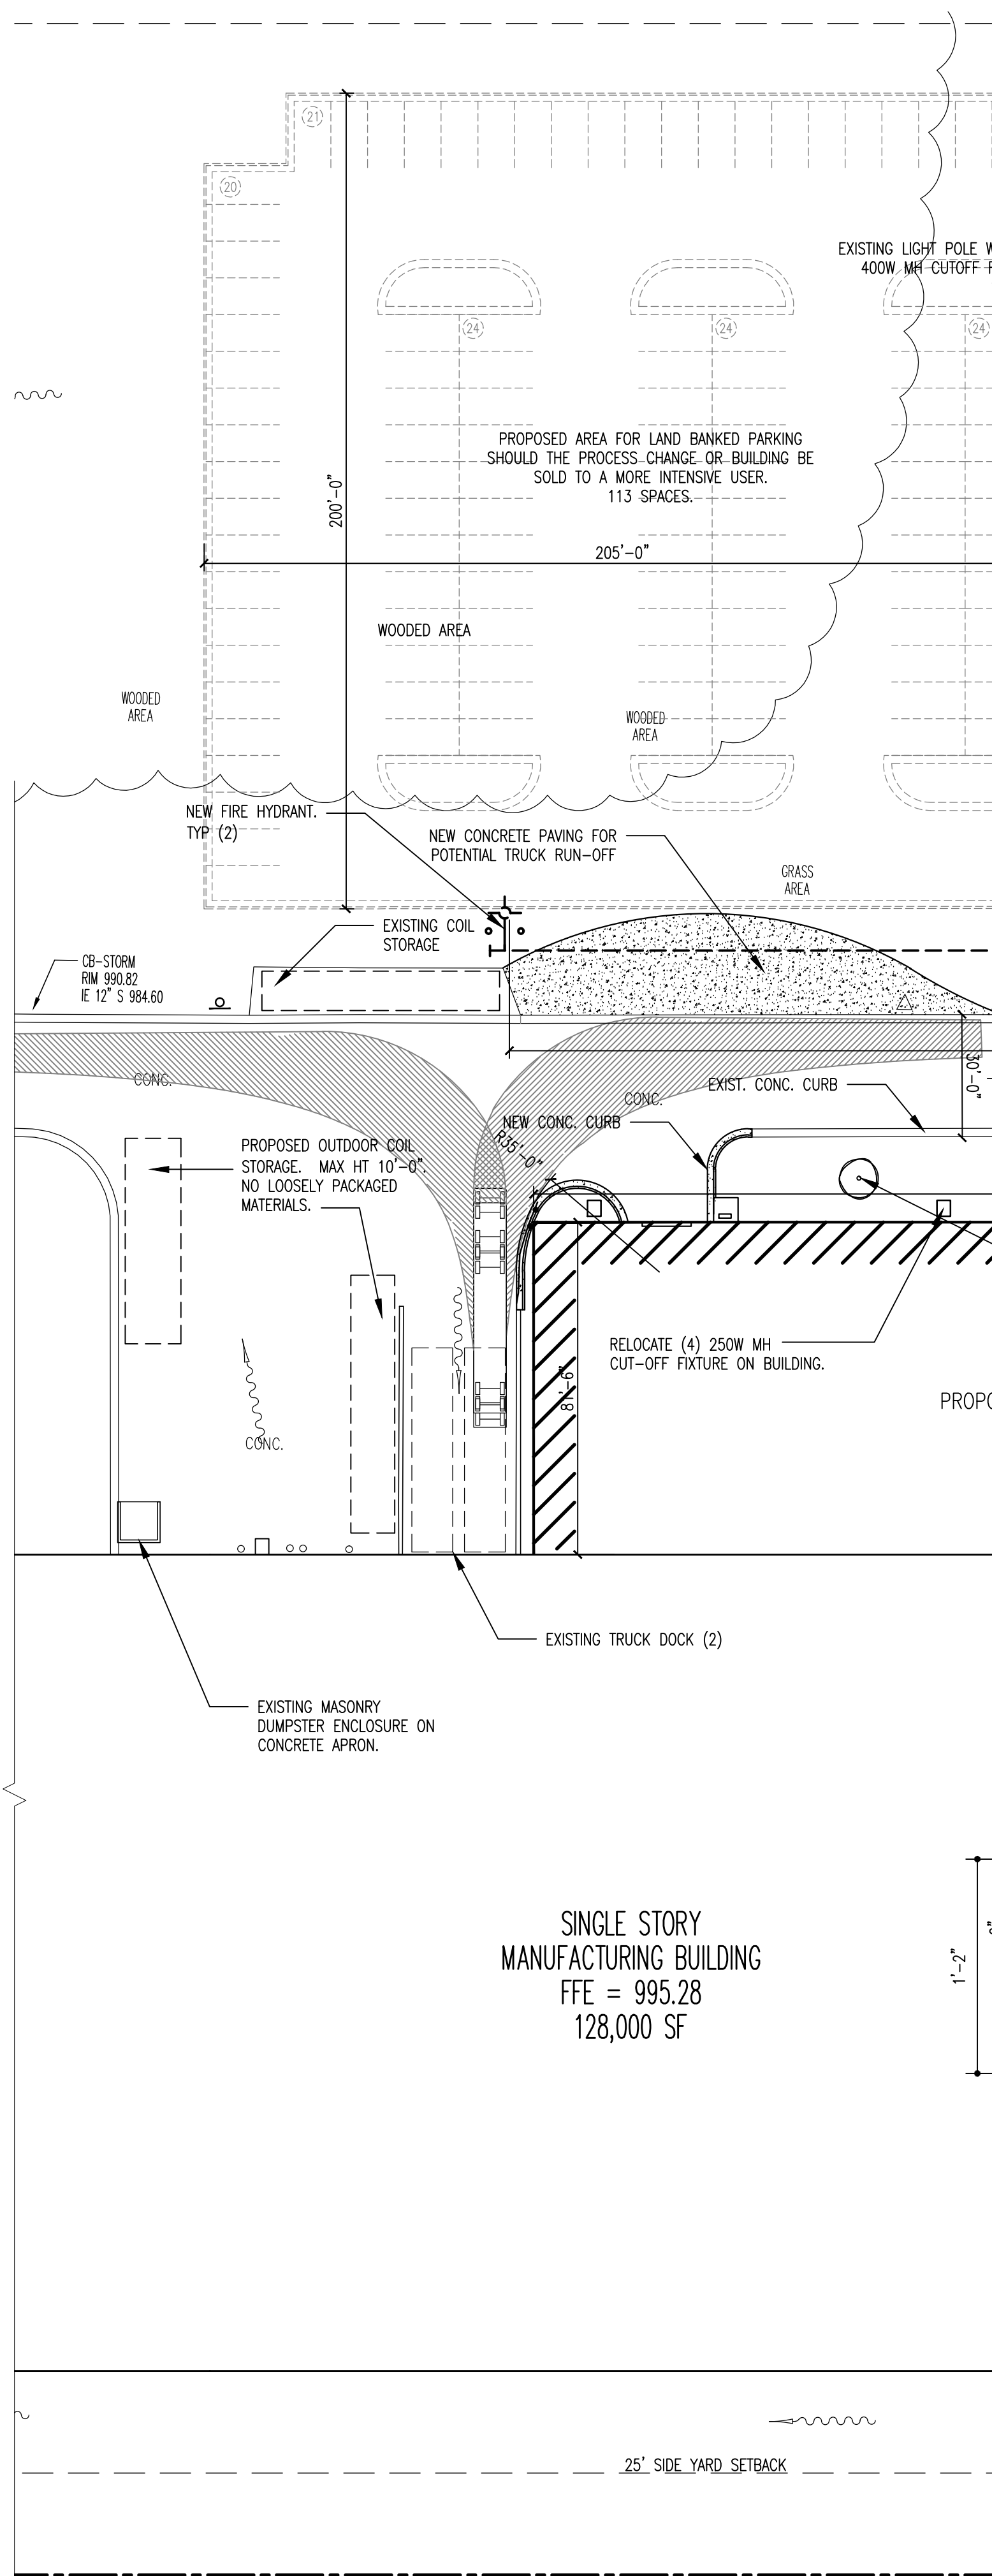 21
20
EXISTING LIGHT POLE W
400W MH CUTOFF F
24
24
24
PROPOSED AREA FOR LAND BANKED PARKING
SHOULD THE PROCESS CHANGE OR BUILDING BE
SOLD TO A MORE INTENSIVE USER.
113 SPACES.
200'-0"
205'-0"
WOODED AREA
WOODED
AREA
WOODED
AREA
NEW FIRE HYDRANT.
TYP (2)
NEW CONCRETE PAVING FOR
POTENTIAL TRUCK RUN-OFF
GRASS
AREA
EXISTING COIL
STORAGE
CB-STORM
RIM 990.82
IE 12" S 984.60
CONC.
30'-0"
EXIST. CONC. CURB
CONC.
NEW CONC. CURB
R35'-0"
PROPOSED OUTDOOR COIL
STORAGE. MAX HT 10'-0".
NO LOOSELY PACKAGED
MATERIALS.
RELOCATE (4) 250W MH
CUT-OFF FIXTURE ON BUILDING.
81'-6"
PROPO
CONC.
EXISTING TRUCK DOCK (2)
EXISTING MASONRY
DUMPSTER ENCLOSURE ON
CONCRETE APRON.
SINGLE STORY
MANUFACTURING BUILDING
FFE = 995.28
128,000 SF
1'-2"
25' SIDE YARD SETBACK